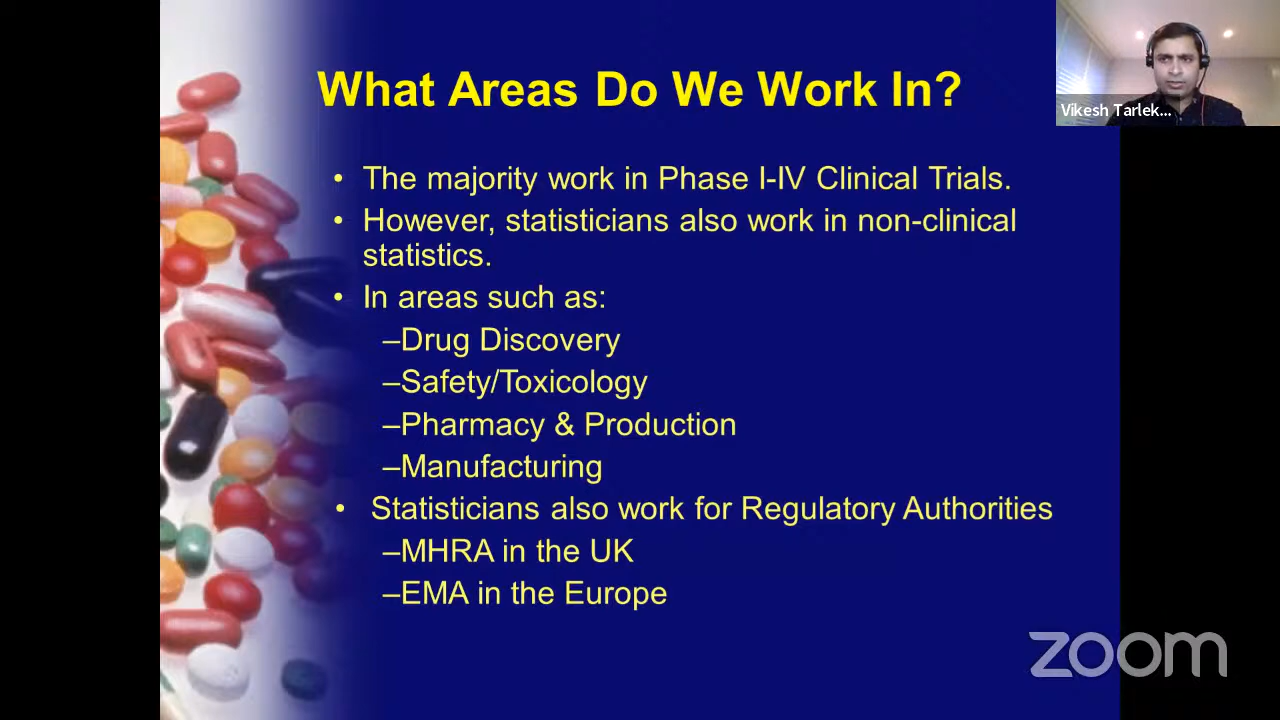 What Areas Do We Work In?
Vikesh Tarlek...
• The majority work in Phase I-IV Clinical Trials.
• However, statisticians also work in non-clinical
statistics.
• In areas such as:
–Drug Discovery
–Safety/Toxicology
–Pharmacy & Production
–Manufacturing
• Statisticians also work for Regulatory Authorities
–MHRA in the UK
–EMA in the Europe
zoom